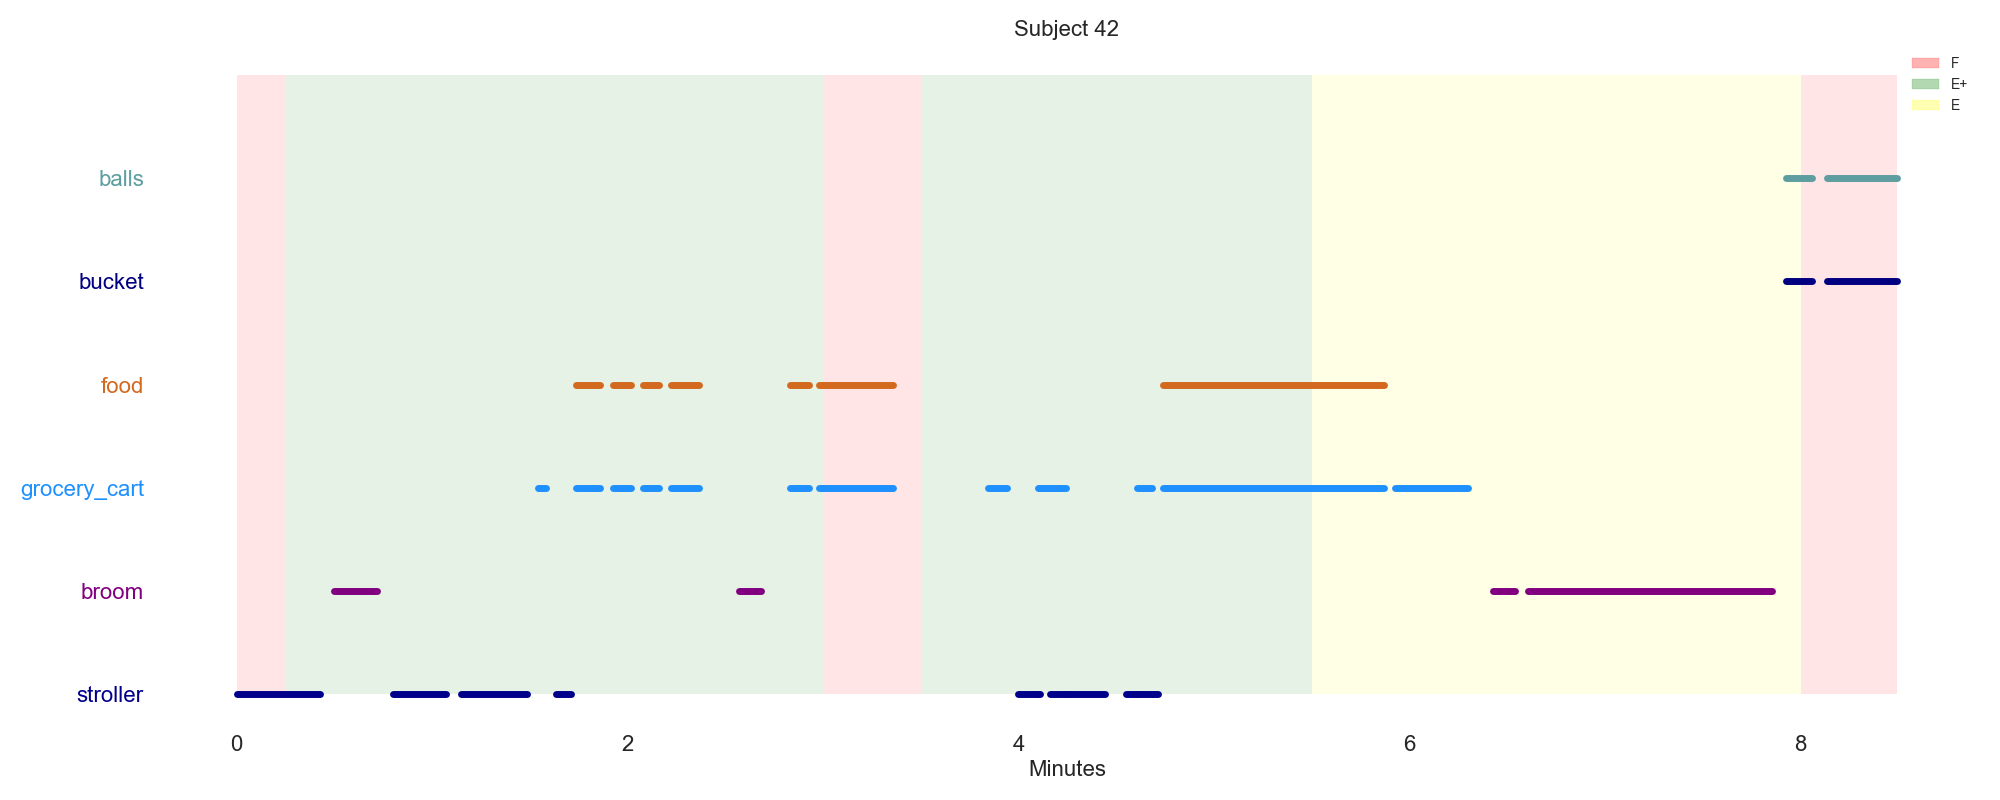 Subject 42
F
E+
E
balls
bucket
food
grocery_cart
broom
stroller
0 2 4 6 8
Minutes